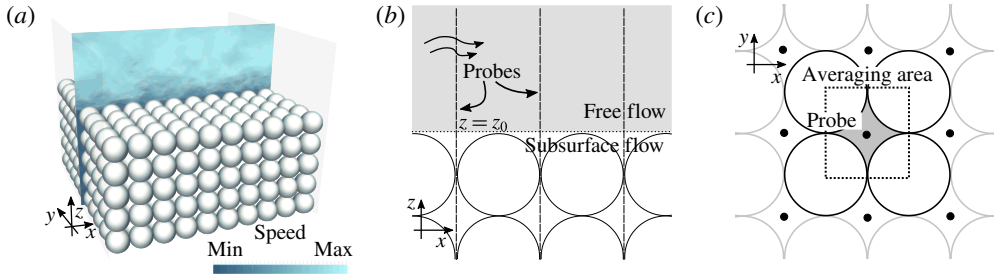 (a)
y
z
x
Speed
Min Max
(b)
Probes
z = z0
Free flow
Subsurface flow
z
x
(c)
y
x
Averaging area
Probe